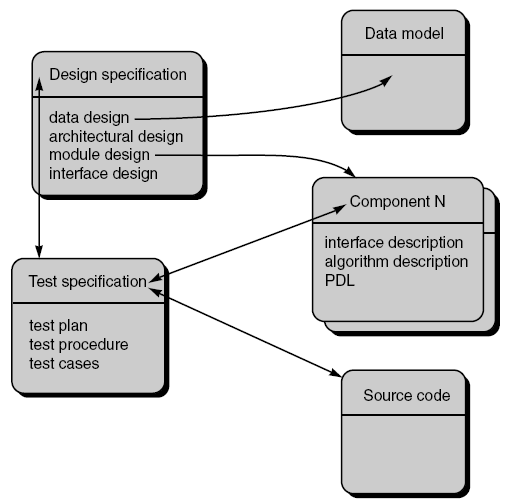 Data model
Design specification
data design
architectural design
module design
interface design
Component N
interface description
algorithm description
PDL
Test specification
test plan
test procedure
test cases
Source code